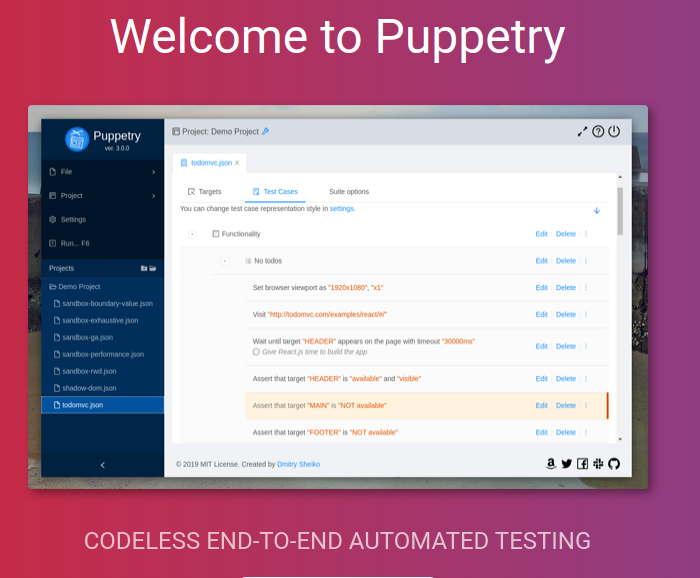 Welcome to Puppetry
Puppetry
ver. 3.0.0
File
Project
Settings
Run... F6
Projects
Demo Project
sandbox-boundary-value.json
sandbox-exhaustive.json
sandbox-ga.json
sandbox-performance.json
sandbox-rwd.json
shadow-dom.json
todomvc.json
Project: Demo Project
todomvc.json X
Targets Test Cases Suite options
You can change test case representation style in settings.
Functionality Edit Delete
No todos Edit Delete
Set browser viewport as "1920x1080", "x1" Edit Delete
Visit "http://todomvc.com/examples/react/#/" Edit Delete
Wait until target "HEADER" appears on the page with timeout "30000ms" Edit Delete
Give React.js time to build the app
Assert that target "HEADER" is "available" and "visible" Edit Delete
Assert that target "MAIN" is "NOT available" Edit Delete
Assert that target "FOOTER" is "NOT available" Edit Delete
© 2019 MIT License. Created by Dmitry Sheiko
CODELESS END-TO-END AUTOMATED TESTING